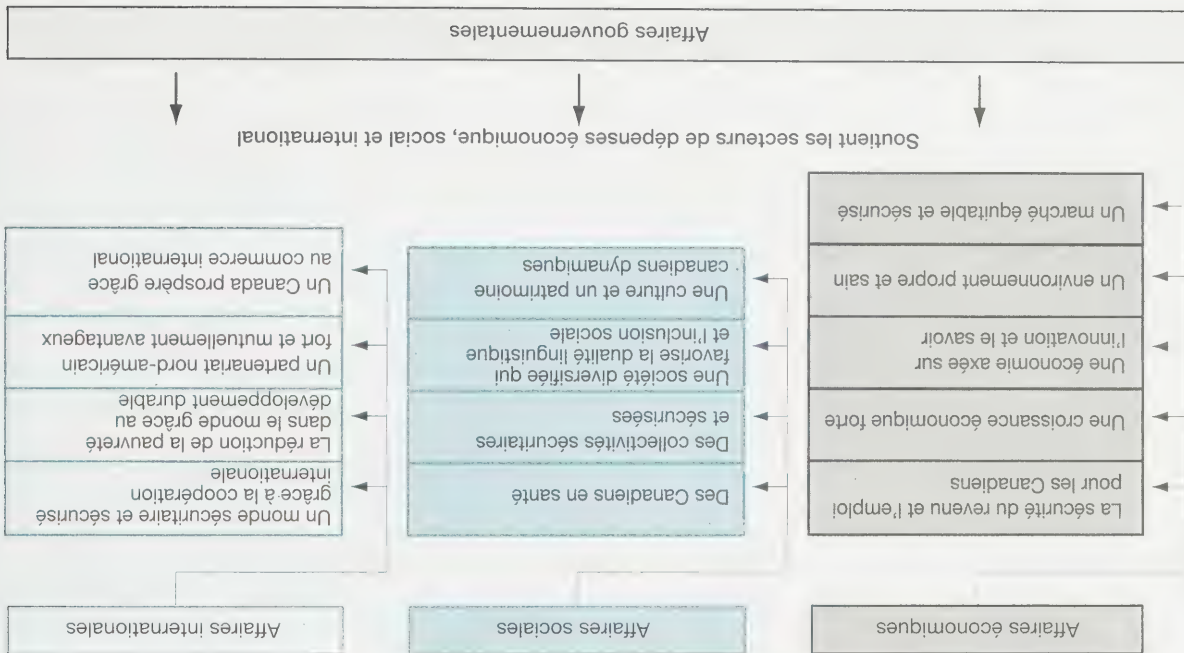 Affaires économiques
La sécurité du revenu et l'emploi
pour les Canadiens
Une croissance économique forte
Une économie axée sur
l'innovation et le savoir
Un environnement propre et sain
Un marché équitable et sécurisé
Affaires sociales
Des Canadiens en santé
Des collectivités sécuritaires
et sécurisées
Une société diversifiée qui
favorise la dualité linguistique
et l'inclusion sociale
Une culture et un patrimoine
canadiens dynamiques
Affaires internationales
Un monde sécuritaire et sécurisé
grâce à la coopération
internationale
La réduction de la pauvreté
dans le monde grâce au
développement durable
Un partenariat nord-américain
fort et mutuellement avantageux
Un Canada prospère grâce
au commerce international
Soutient les secteurs de dépenses économique, social et international
Affaires gouvernementales